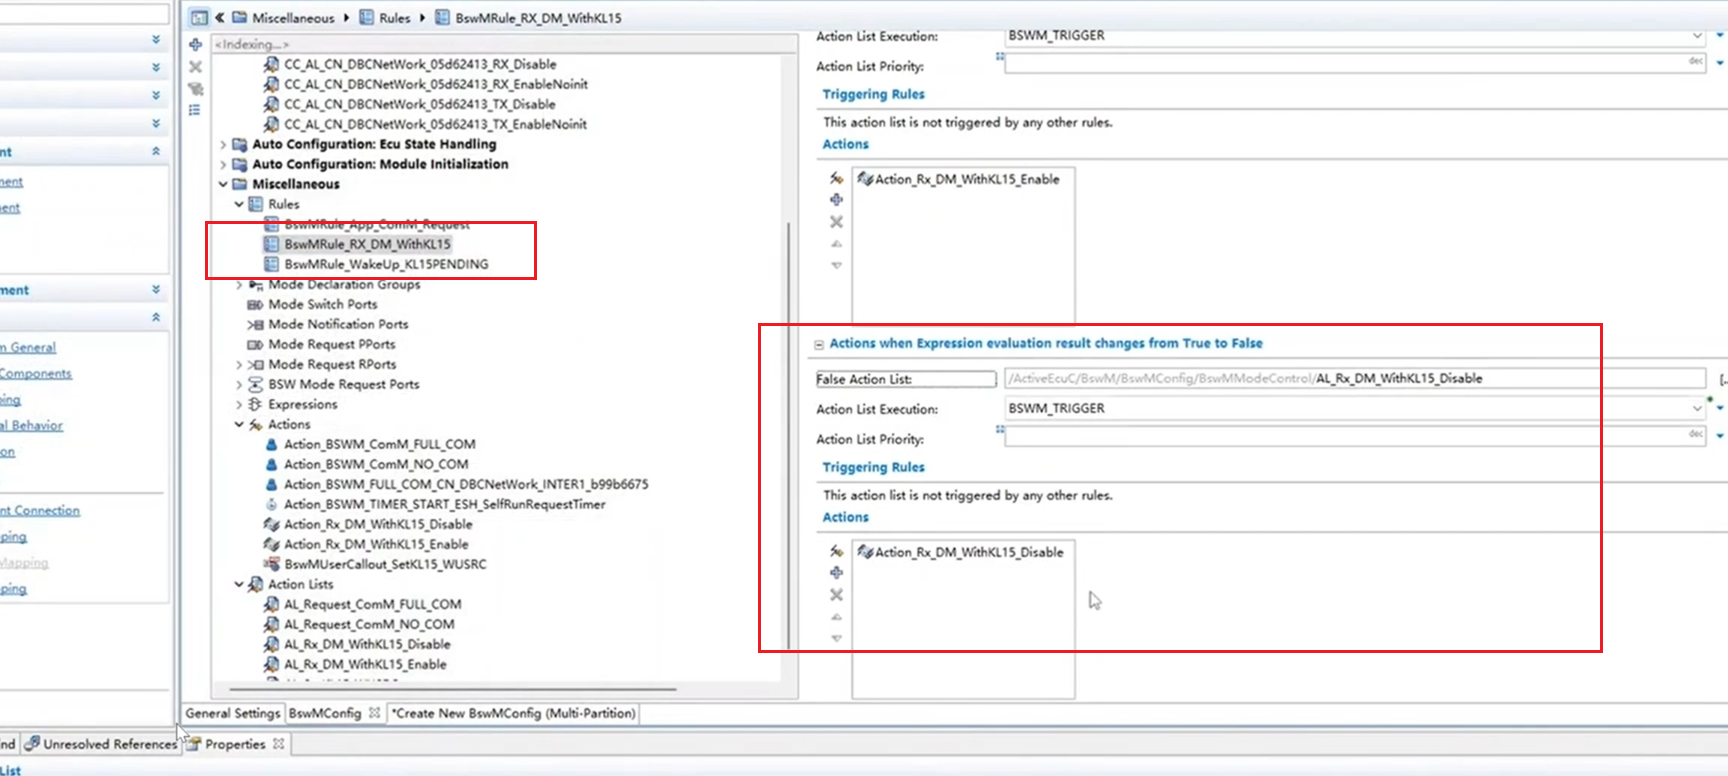 Miscellaneous Rules BswMRule_RX_DM_WithKL15
<Indexing...>
CC_AL_CN_DBCNetWork_05d62413_RX_Disable
CC_AL_CN_DBCNetWork_05d62413_RX_EnableNoinit
CC_AL_CN_DBCNetWork_05d62413_TX_Disable
CC_AL_CN_DBCNetWork_05d62413_TX_EnableNoinit
Auto Configuration: Ecu State Handling
Auto Configuration: Module Initialization
Miscellaneous
Rules
BswMRule_App_ComM_Request
BswMRule_RX_DM_WithKL15
BswMRule_WakeUp_KL15PENDING
Mode Declaration Groups
Mode Switch Ports
Mode Notification Ports
Mode Request PPorts
Mode Request RPorts
BSW Mode Request Ports
Expressions
Actions
Action_BSWM_ComM_FULL_COM
Action_BSWM_ComM_NO_COM
Action_BSWM_FULL_COM_CN_DBCNetWork_INTER1_b99b6675
Action_BSWM_TIMER_START_ESH_SelfRunRequestTimer
Action_Rx_DM_WithKL15_Disable
Action_Rx_DM_WithKL15_Enable
BswMUserCallout_SetKL15_WUSRC
Action Lists
AL_Request_ComM_FULL_COM
AL_Request_ComM_NO_COM
AL_Rx_DM_WithKL15_Disable
AL_Rx_DM_WithKL15_Enable
Action List Execution: BSWM_TRIGGER
Action List Priority: dec
Triggering Rules
This action list is not triggered by any other rules.
Actions
Action_Rx_DM_WithKL15_Enable
Actions when Expression evaluation result changes from True to False
False Action List: /ActiveEcuC/BswM/BswMConfig/BswMModeControl/AL_Rx_DM_WithKL15_Disable [..
Action List Execution: BSWM_TRIGGER
Action List Priority: dec
Triggering Rules
This action list is not triggered by any other rules.
Actions
Action_Rx_DM_WithKL15_Disable
nt
ment
ent
ment
m General
Components
ping
al Behavior
on
nt Connection
ping
Mapping
ping
General Settings BswMConfig *Create New BswMConfig (Multi-Partition)
nd Unresolved References Properties
List